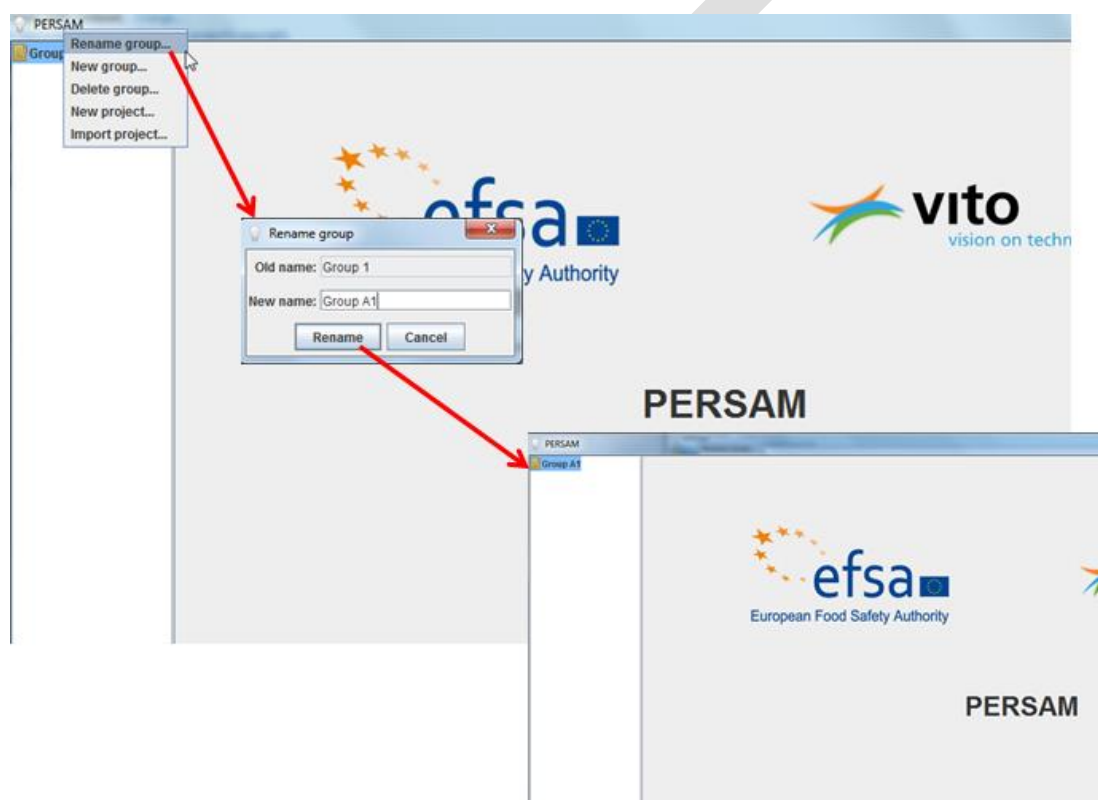 PERSAM
Group
Rename group...
New group...
Delete group...
New project...
Import project...
efsa
y Authority
vito
vision on techn
Rename group
Old name: Group 1
New name: Group A1
Rename Cancel
PERSAM
PERSAM
Group A1
efsa
European Food Safety Authority
PERSAM